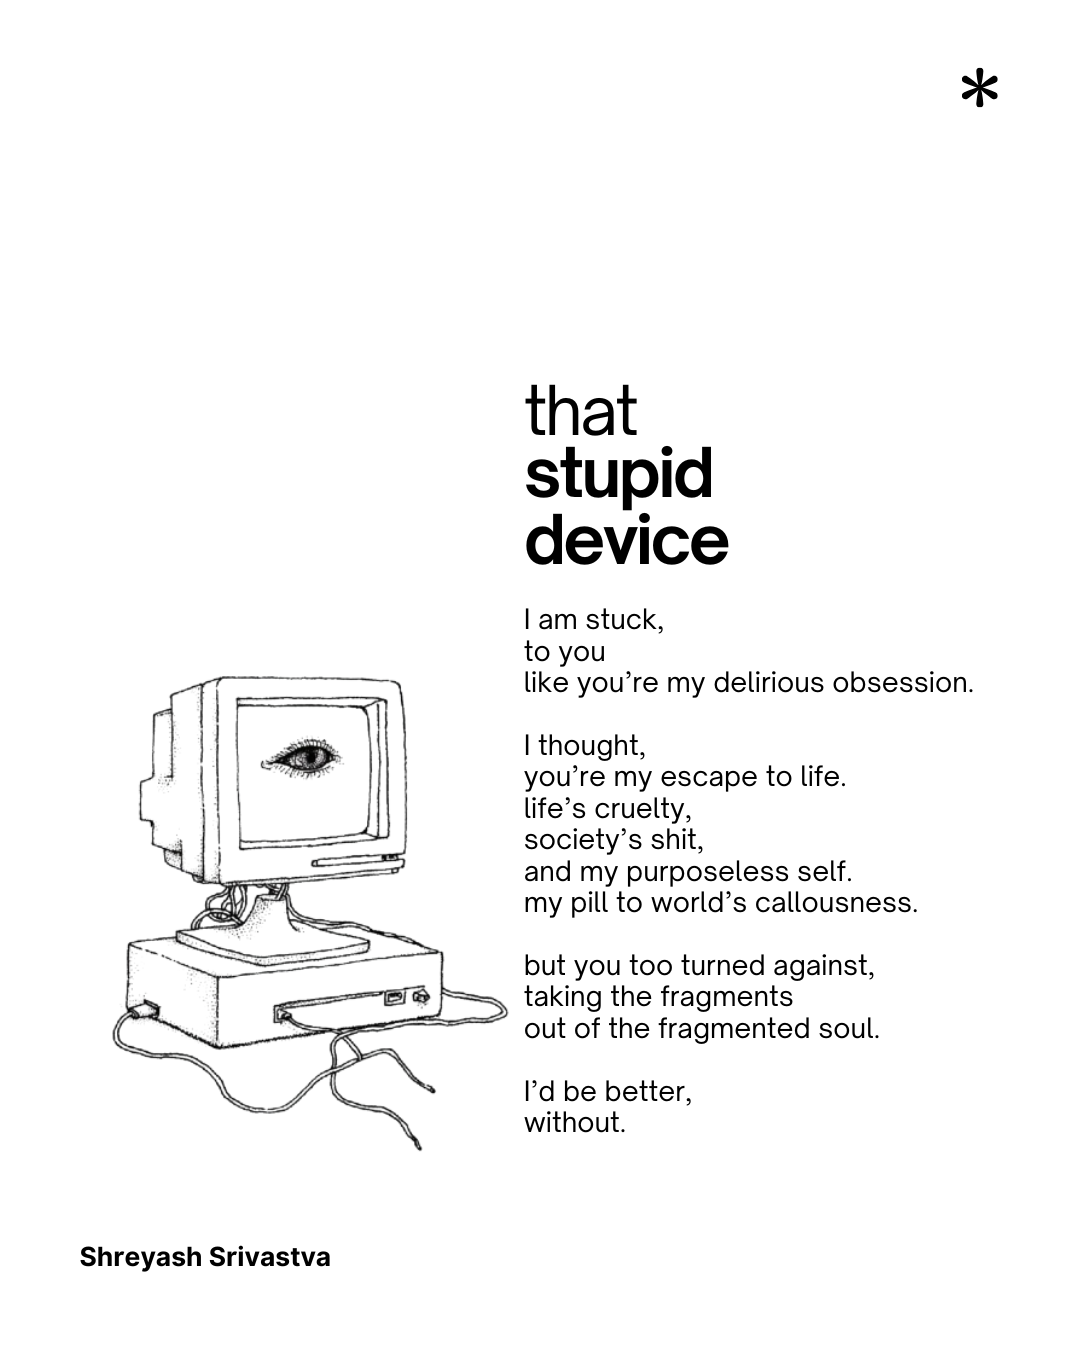 *
that
stupid
device
I am stuck,
to you
like you’re my delirious obsession.
I thought,
you’re my escape to life.
life’s cruelty,
society’s shit,
and my purposeless self.
my pill to world’s callousness.
but you too turned against,
taking the fragments
out of the fragmented soul.
I’d be better,
without.
Shreyash Srivastva